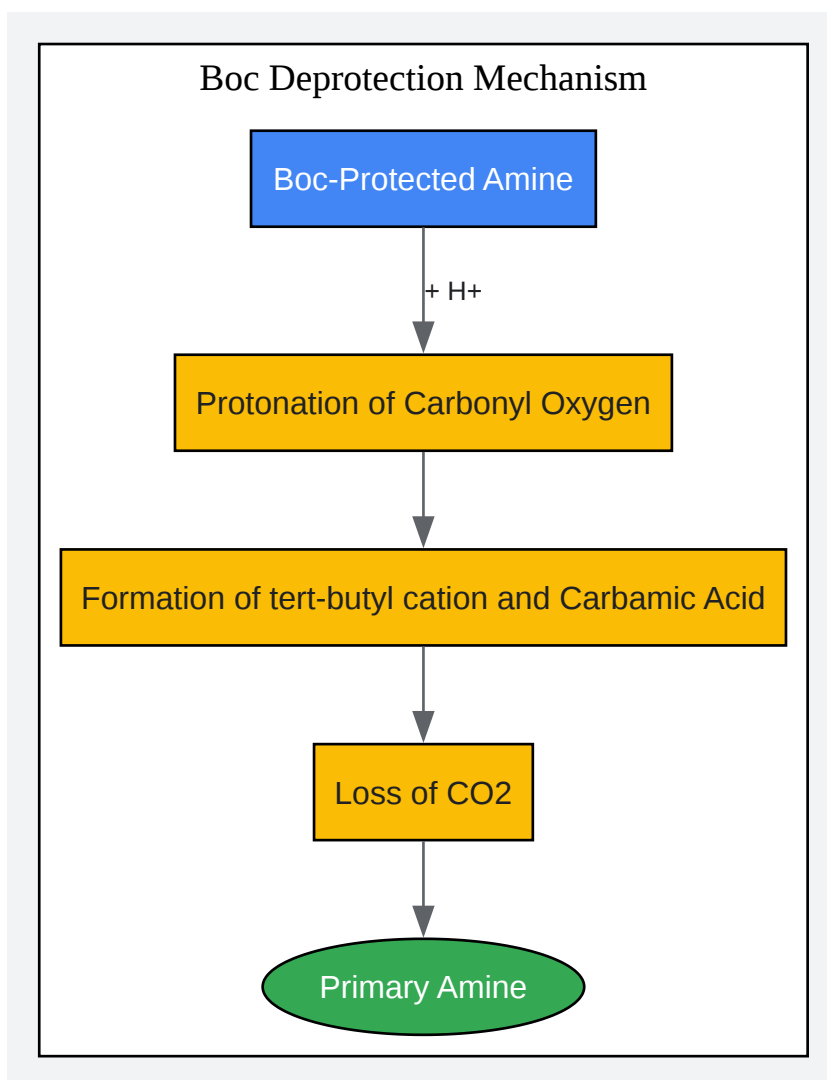 Boc Deprotection Mechanism
Boc-Protected Amine
+ H+
Protonation of Carbonyl Oxygen
Formation of tert-butyl cation and Carbamic Acid
Loss of CO2
Primary Amine